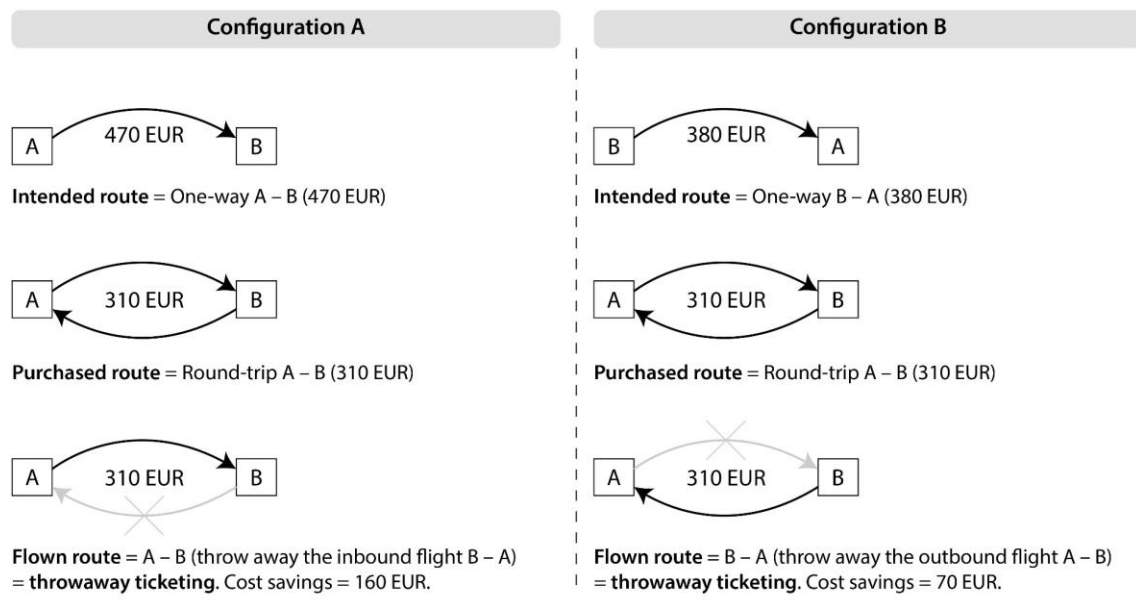 Configuration A
A
470 EUR
B
Intended route = One-way A – B (470 EUR)
A
310 EUR
B
Purchased route = Round-trip A – B (310 EUR)
A
310 EUR
B
Flown route = A – B (throw away the inbound flight B – A)
= throwaway ticketing. Cost savings = 160 EUR.
Configuration B
B
380 EUR
A
Intended route = One-way B – A (380 EUR)
A
310 EUR
B
Purchased route = Round-trip A – B (310 EUR)
A
310 EUR
B
Flown route = B – A (throw away the outbound flight A – B)
= throwaway ticketing. Cost savings = 70 EUR.